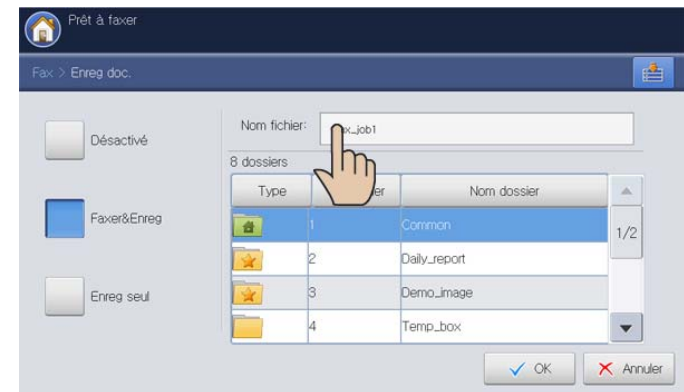 Prêt à faxer
Fax > Enreg doc.
Désactivé
Faxer&Enreg
Enreg seul
Nom fichier:
8 dossiers
Type Nom dossier
1 Common
2 Daily_report
3 Demo_image
4 Temp_box
1/2
OK
Annuler